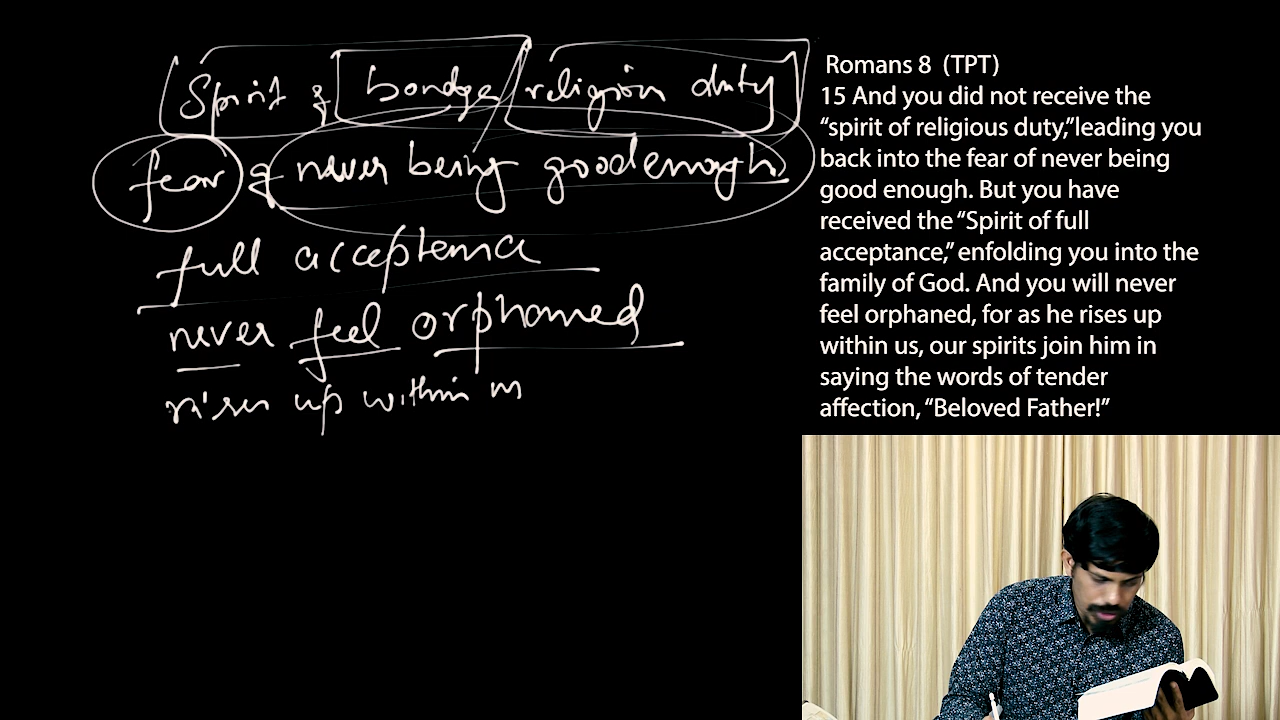 Spirit of bondge religion duty
fear of never being good enough
full acceptema
never feel orphomed
rises up within m
Romans 8 (TPT)
15 And you did not receive the
“spirit of religious duty,”leading you
back into the fear of never being
good enough. But you have
received the “Spirit of full
acceptance,” enfolding you into the
family of God. And you will never
feel orphaned, for as he rises up
within us, our spirits join him in
saying the words of tender
affection, “Beloved Father!”